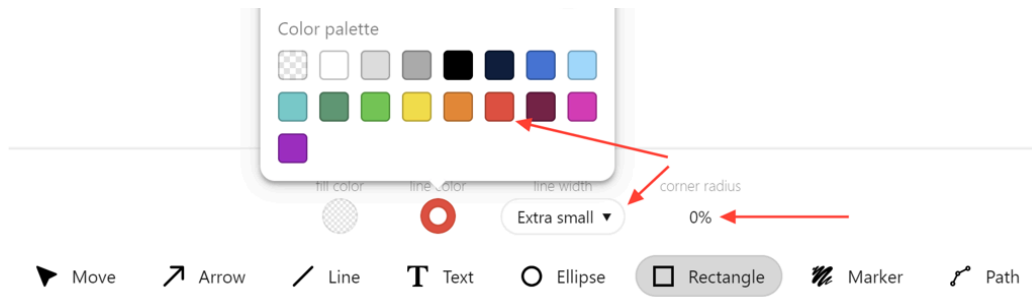 Color palette
fill color line color line width corner radius
Extra small 0%
Move Arrow Line Text Ellipse Rectangle Marker Path